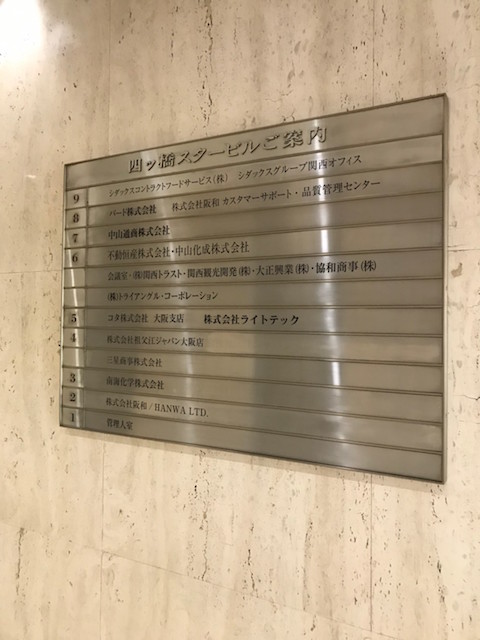 四ッ橋スタービルご案内
9 シダックスコントラクトフードサービス(株) シダックスグループ関西オフィス
8 バード株式会社 株式会社阪和 カスタマーサポート・品質管理センター
7 中山通商株式会社
6 不動恒産株式会社・中山化成株式会社
会議室・(株)関西トラスト・関西観光開発(株)・大正興業(株)・協和商事(株)
(株)トライアングル・コーポレーション
5 コタ株式会社 大阪支店 株式会社ライトテック
4 株式会社祖父江ジャパン大阪店
三星商事株式会社
3 南海化学株式会社
2 株式会社阪和/HANWA LTD.
1 管理人室